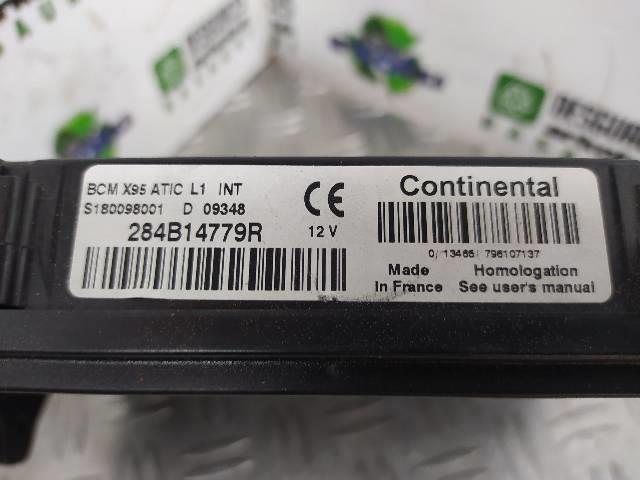 BCM X95 ATIC L1 INT
S180098001 D 09348
284B14779R
12 V
CE
Continental
0/13465 796107137
Made
In France
Homologation
See user's manual